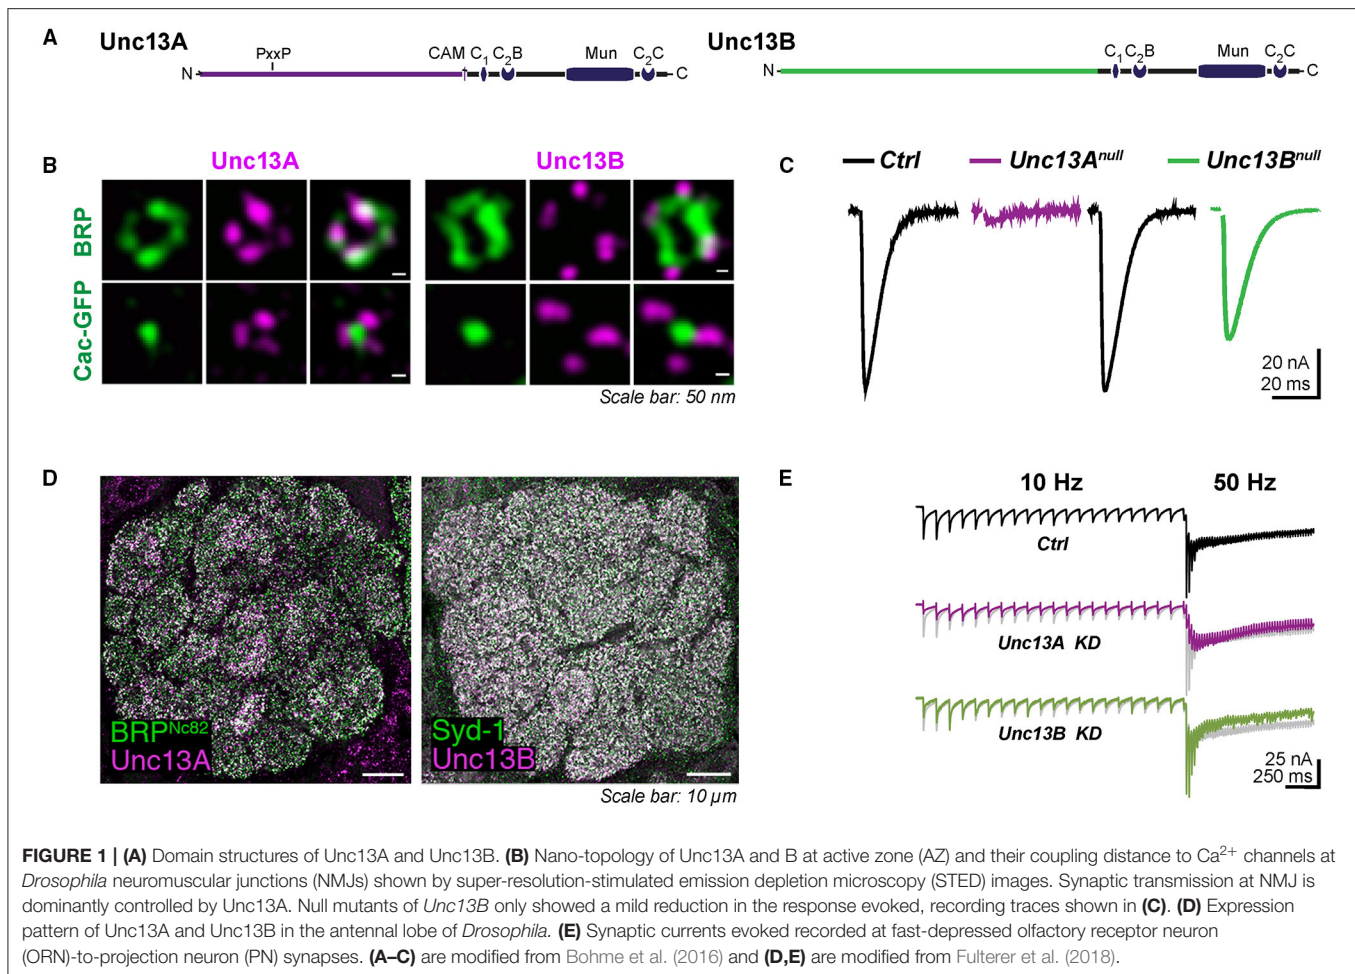 A
Unc13A
PxxP
CAM C1 C2B Mun C2C
N C
Unc13B
C1 C2B Mun C2C
N C
B
Unc13A Unc13B
BRP
Cac-GFP
Scale bar: 50 nm
C
Ctrl Unc13Anull Unc13Bnull
20 nA
20 ms
D
BRPNc82
Unc13A
Syd-1
Unc13B
Scale bar: 10 µm
E
10 Hz 50 Hz
Ctrl
Unc13A KD
Unc13B KD
25 nA
250 ms
FIGURE 1 | (A) Domain structures of Unc13A and Unc13B. (B) Nano-topology of Unc13A and B at active zone (AZ) and their coupling distance to Ca2+ channels at
Drosophila neuromuscular junctions (NMJs) shown by super-resolution-stimulated emission depletion microscopy (STED) images. Synaptic transmission at NMJ is
dominantly controlled by Unc13A. Null mutants of Unc13B only showed a mild reduction in the response evoked, recording traces shown in (C). (D) Expression
pattern of Unc13A and Unc13B in the antennal lobe of Drosophila. (E) Synaptic currents evoked recorded at fast-depressed olfactory receptor neuron
(ORN)-to-projection neuron (PN) synapses. (A–C) are modified from Bohme et al. (2016) and (D,E) are modified from Fulterer et al. (2018).